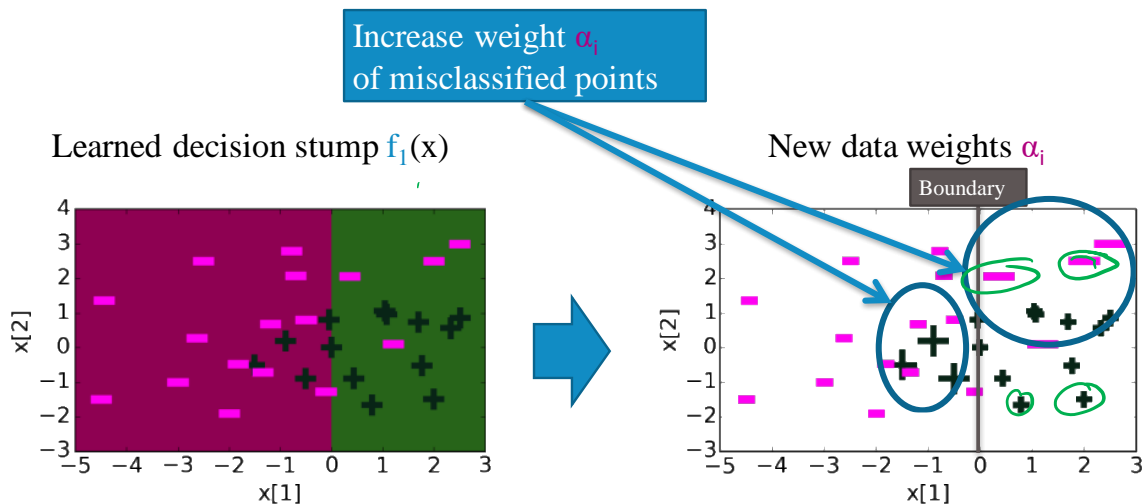 Increase weight αᵢ
of misclassified points
Learned decision stump f₁(x)
New data weights αᵢ
Boundary
4
3
2
1
0
−1
−2
−3
x[2]
−5 −4 −3 −2 −1 0 1 2 3
x[1]
4
3
2
1
0
−1
−2
−3
x[2]
−5 −4 −3 −2 −1 0 1 2 3
x[1]